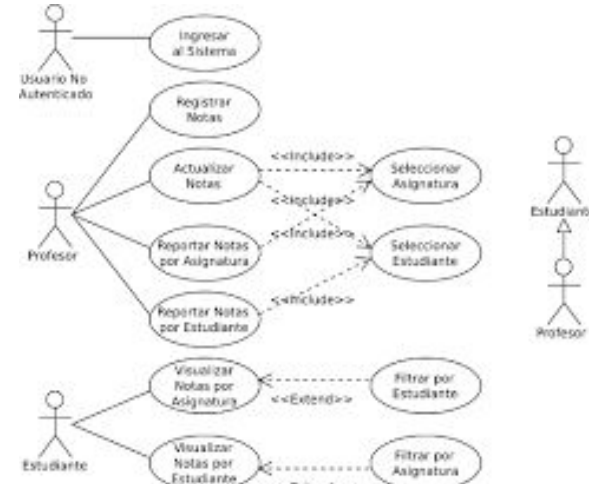 Ingresar
al Sistema
Usuario No
Autenticado
Registrar
Notas
Actualizar
Notas
<<Include>>
Seleccionar
Asignatura
<<Include>>
<<Include>>
Reportar Notas
por Asignatura
Seleccionar
Estudiante
Profesor
Estudiante
<<Include>>
Reportar Notas
por Estudiante
Profesor
Visualizar
Notas por
Asignatura
Filtrar por
Estudiante
<<Extend>>
Estudiante
Visualizar
Notas por
Estudiante
Filtrar por
Asignatura